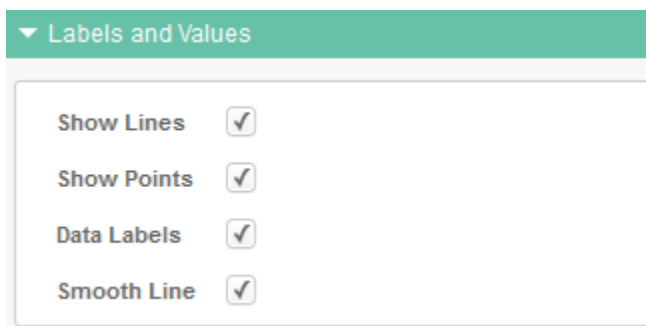 Labels and Values
Show Lines
Show Points
Data Labels
Smooth Line